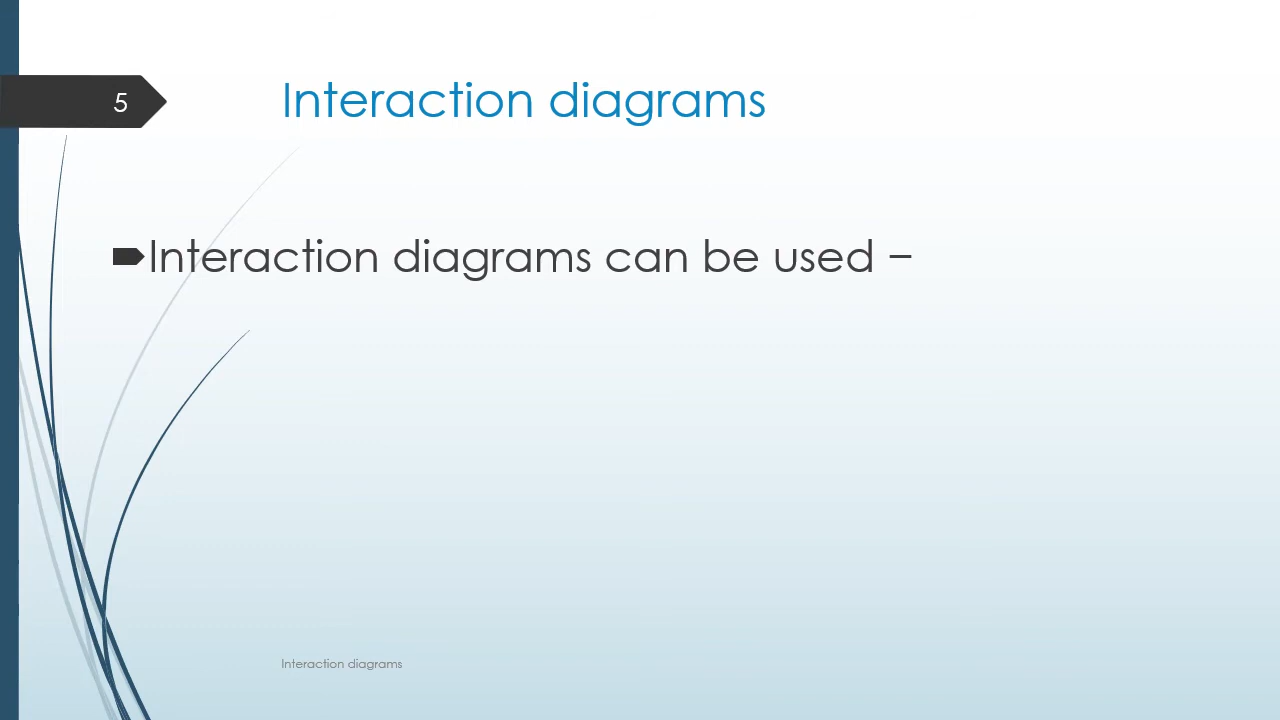 5
Interaction diagrams
Interaction diagrams can be used −
Interaction diagrams